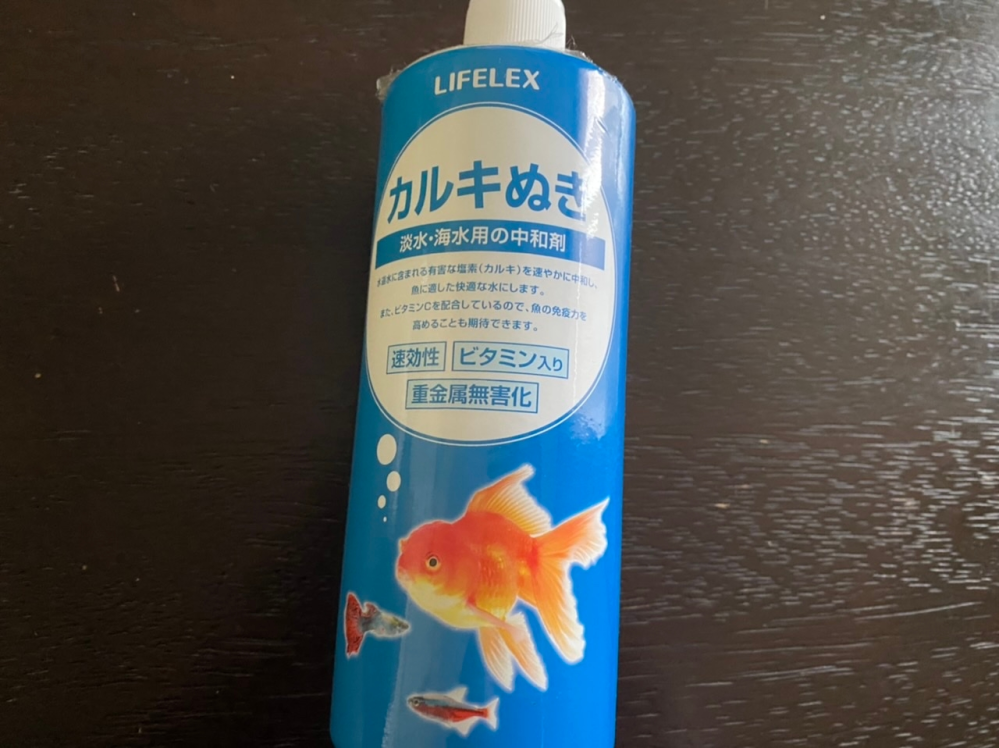 LIFELEX
カルキぬき
淡水・海水用の中和剤
水道水に含まれる有害な塩素(カルキ)を速やかに中和し、
魚に適した快適な水にします。
また、ビタミンCを配合しているので、魚の免疫力を
高めることも期待できます。
速効性 ビタミン入り
重金属無害化